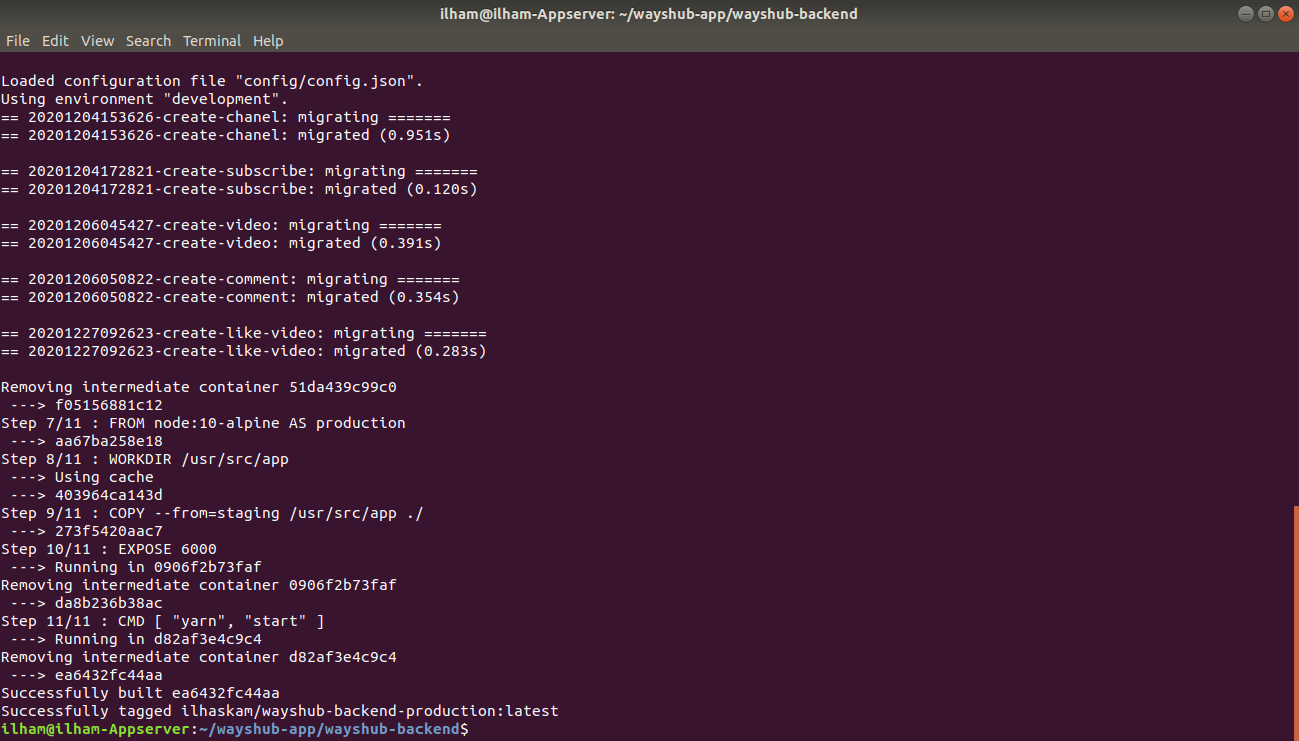 ilham@ilham-Appserver: ~/wayshub-app/wayshub-backend
File Edit View Search Terminal Help
Loaded configuration file "config/config.json".
Using environment "development".
== 20201204153626-create-chanel: migrating =======
== 20201204153626-create-chanel: migrated (0.951s)
== 20201204172821-create-subscribe: migrating =======
== 20201204172821-create-subscribe: migrated (0.120s)
== 20201206045427-create-video: migrating =======
== 20201206045427-create-video: migrated (0.391s)
== 20201206050822-create-comment: migrating =======
== 20201206050822-create-comment: migrated (0.354s)
== 20201227092623-create-like-video: migrating =======
== 20201227092623-create-like-video: migrated (0.283s)
Removing intermediate container 51da439c99c0
 ---> f05156881c12
Step 7/11 : FROM node:10-alpine AS production
 ---> aa67ba258e18
Step 8/11 : WORKDIR /usr/src/app
 ---> Using cache
 ---> 403964ca143d
Step 9/11 : COPY --from=staging /usr/src/app ./
 ---> 273f5420aac7
Step 10/11 : EXPOSE 6000
 ---> Running in 0906f2b73faf
Removing intermediate container 0906f2b73faf
 ---> da8b236b38ac
Step 11/11 : CMD [ "yarn", "start" ]
 ---> Running in d82af3e4c9c4
Removing intermediate container d82af3e4c9c4
 ---> ea6432fc44aa
Successfully built ea6432fc44aa
Successfully tagged ilhaskam/wayshub-backend-production:latest
ilham@ilham-Appserver:~/wayshub-app/wayshub-backend$